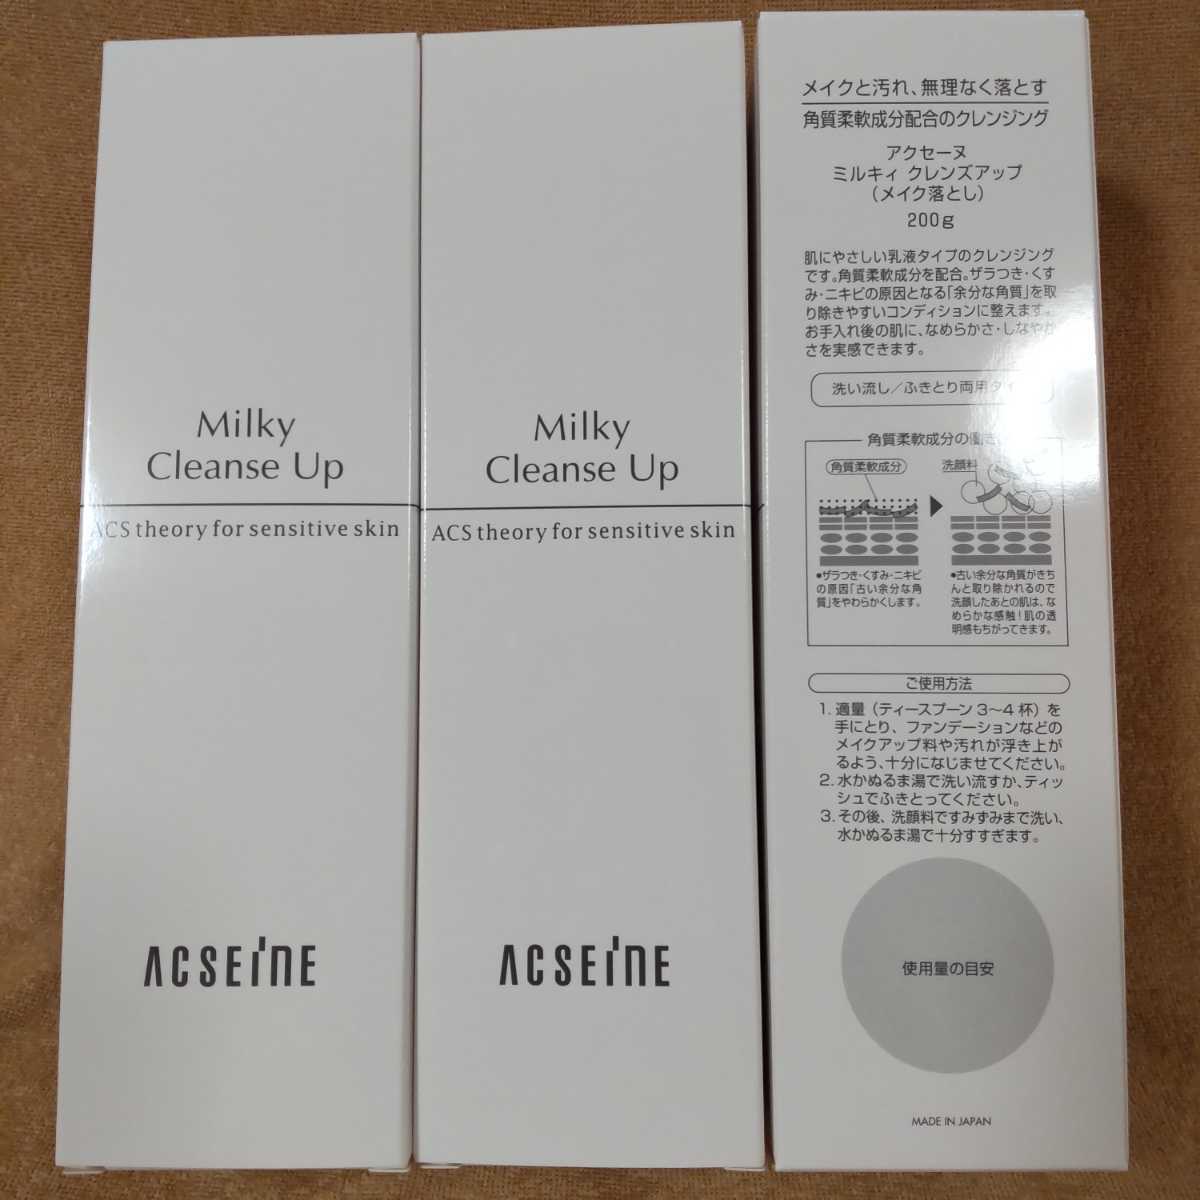 Milky
Cleanse Up
ACS theory for sensitive skin
ACSEINE
Milky
Cleanse Up
ACS theory for sensitive skin
ACSEINE
メイクと汚れ、無理なく落とす
角質柔軟成分配合のクレンジング
アクセーヌ
ミルキィ クレンズアップ
（メイク落とし）
200g
肌にやさしい乳液タイプのクレンジング
です。角質柔軟成分を配合。ザラつき・くす
み・ニキビの原因となる「余分な角質」を取
り除きやすいコンディションに整えます。
お手入れ後の肌に、なめらかさ・しなやか
さを実感できます。
洗い流し／ふきとり両用タイ
角質柔軟成分の働き
角質柔軟成分
洗顔料
●ザラつき・くすみ・ニキビ
の原因「古い余分な角
質」をやわらかくします。
●古い余分な角質がきち
んと取り除かれるので
洗顔したあとの肌は、な
めらかな感触！肌の透
明感もちがってきます。
ご使用方法
1. 適量（ティースプーン 3〜4 杯）を
手にとり、ファンデーションなどの
メイクアップ料や汚れが浮き上が
るよう、十分になじませてください。
2. 水かぬるま湯で洗い流すか、ティッ
シュでふきとってください。
3. その後、洗顔料ですみずみまで洗い、
水かぬるま湯で十分すすぎます。
使用量の目安
MADE IN JAPAN